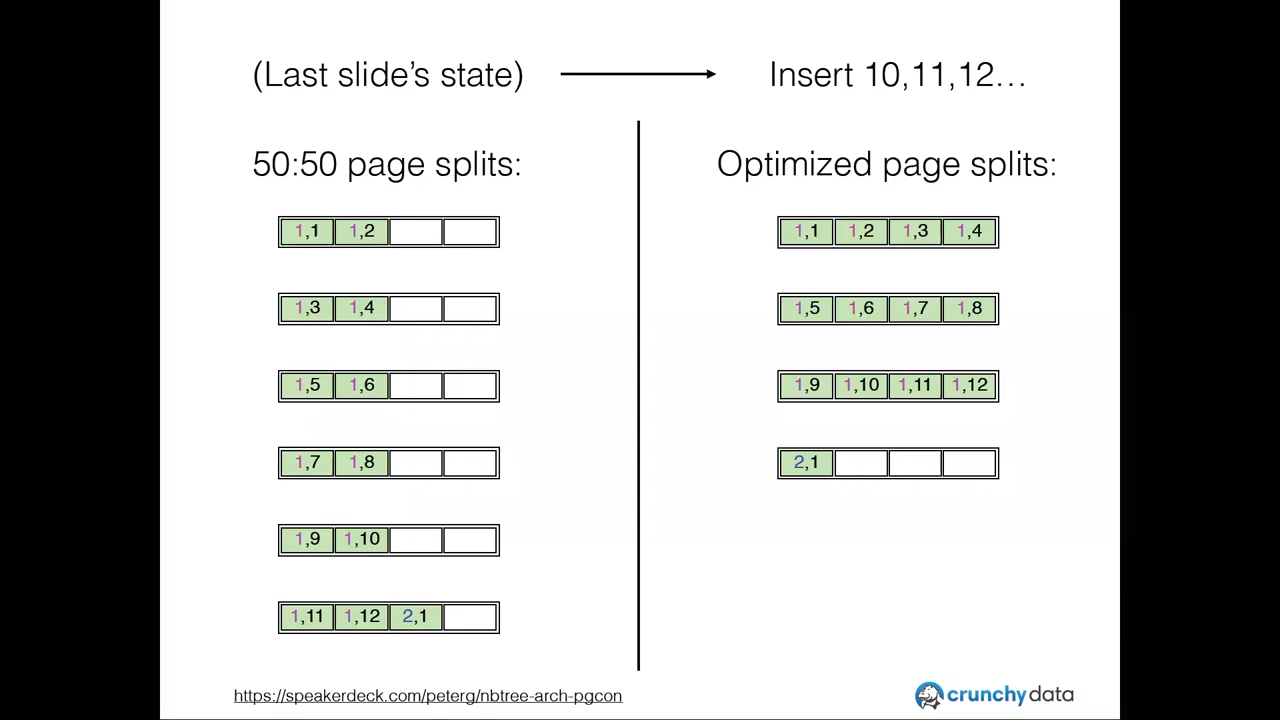 (Last slide’s state)
Insert 10,11,12…
50:50 page splits:
1,1 1,2
1,3 1,4
1,5 1,6
1,7 1,8
1,9 1,10
1,11 1,12 2,1
Optimized page splits:
1,1 1,2 1,3 1,4
1,5 1,6 1,7 1,8
1,9 1,10 1,11 1,12
2,1
https://speakerdeck.com/peterg/nbtree-arch-pgcon
crunchydata